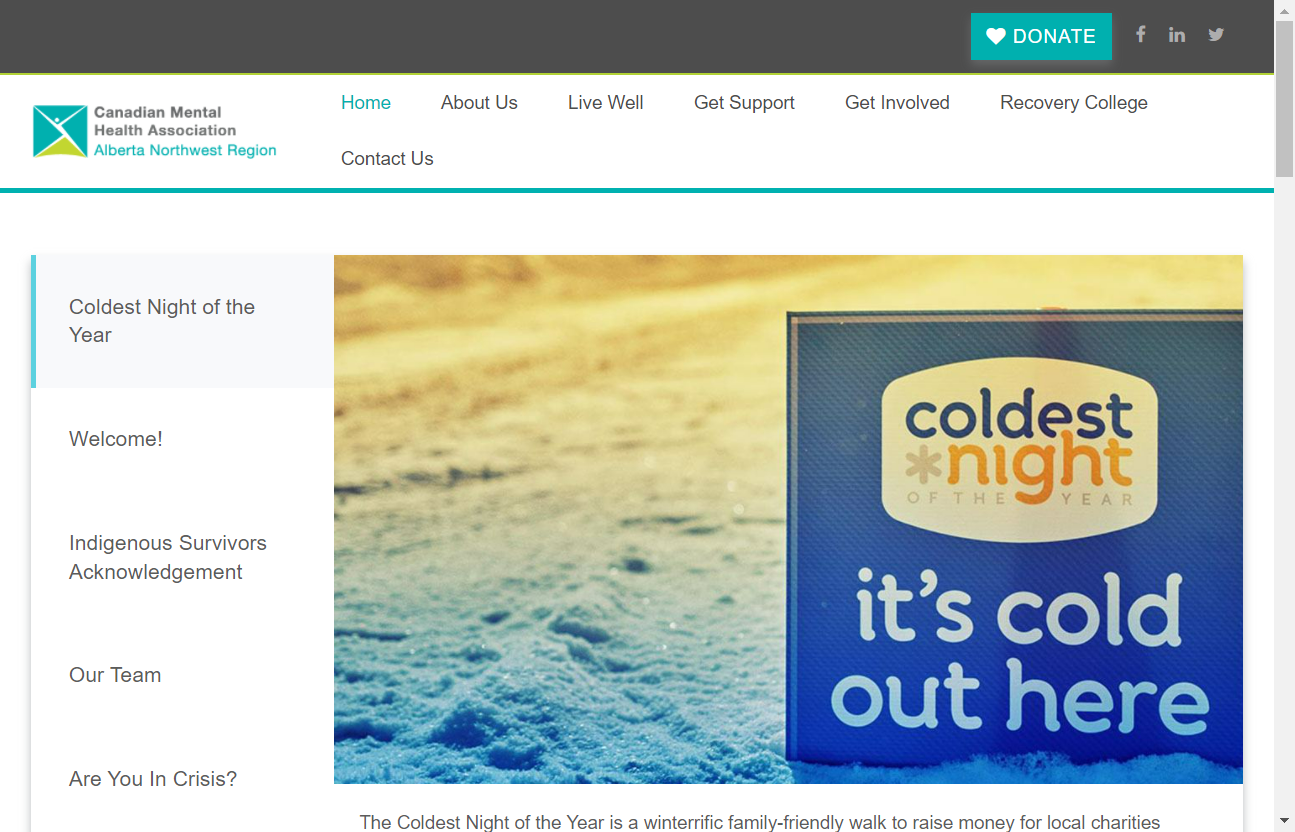 DONATE
Canadian Mental
Health Association
Alberta Northwest Region
Home
About Us
Live Well
Get Support
Get Involved
Recovery College
Contact Us
Coldest Night of the
Year
Welcome!
Indigenous Survivors
Acknowledgement
Our Team
Are You In Crisis?
coldest
night
OF THE YEAR
it's cold
out here
The Coldest Night of the Year is a winterrific family-friendly walk to raise money for local charities